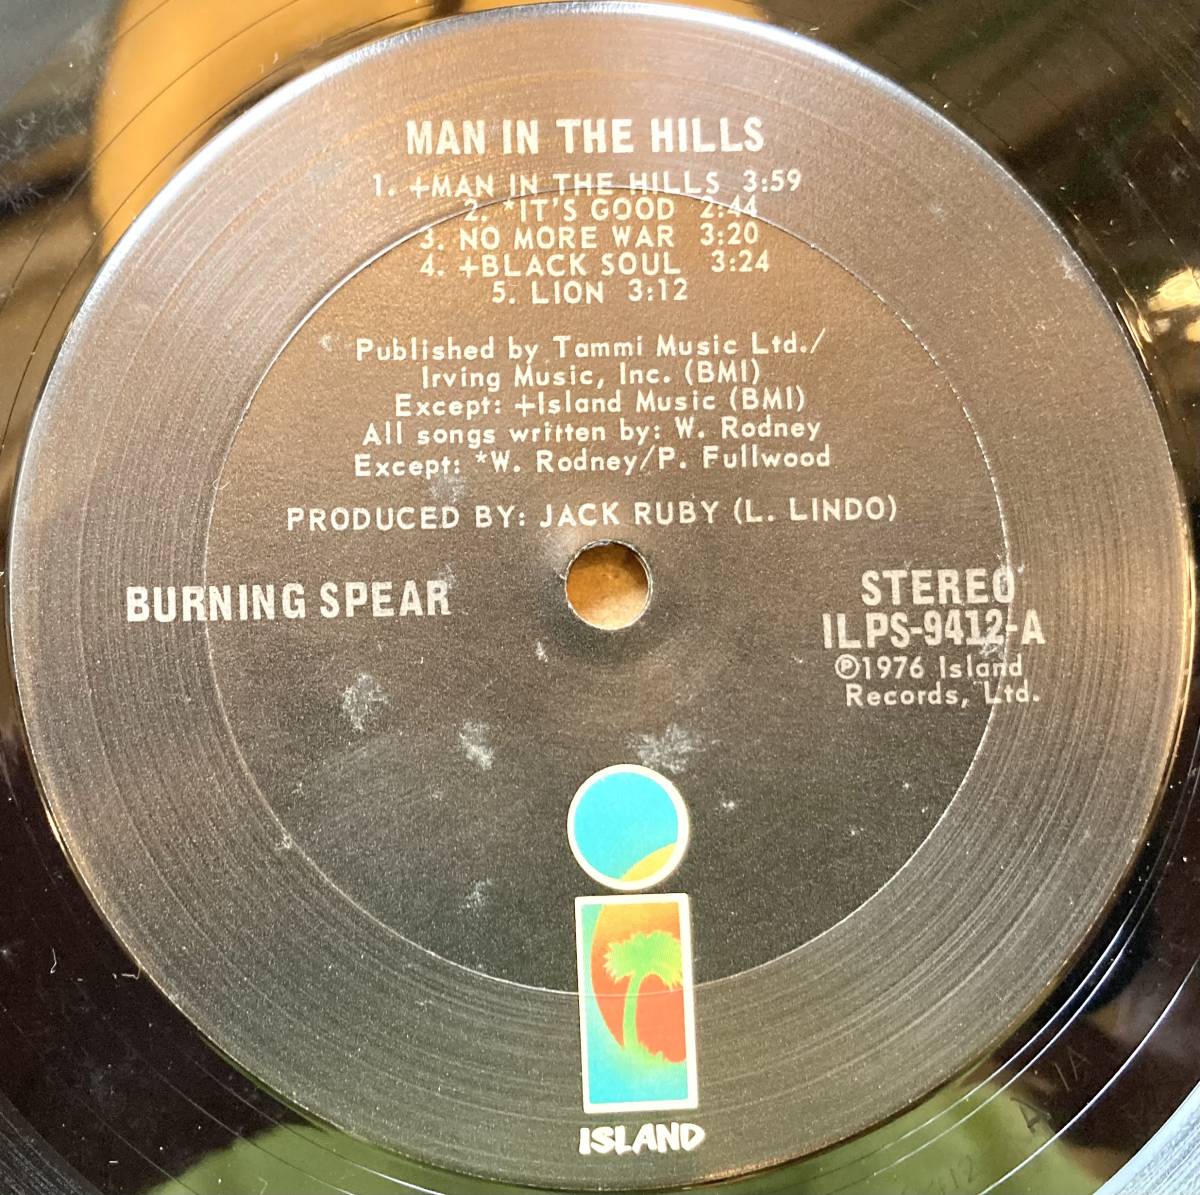 MAN IN THE HILLS
1. +MAN IN THE HILLS 3:59
2. *IT'S GOOD 2:44
3. NO MORE WAR 3:20
4. +BLACK SOUL 3:24
5. LION 3:12
Published by Tammi Music Ltd./
Irving Music, Inc. (BMI)
Except: +Island Music (BMI)
All songs written by: W. Rodney
Except: *W. Rodney/P. Fullwood
PRODUCED BY: JACK RUBY (L. LINDO)
BURNING SPEAR
STEREO
ILPS-9412-A
℗1976 Island
Records, Ltd.
ISLAND